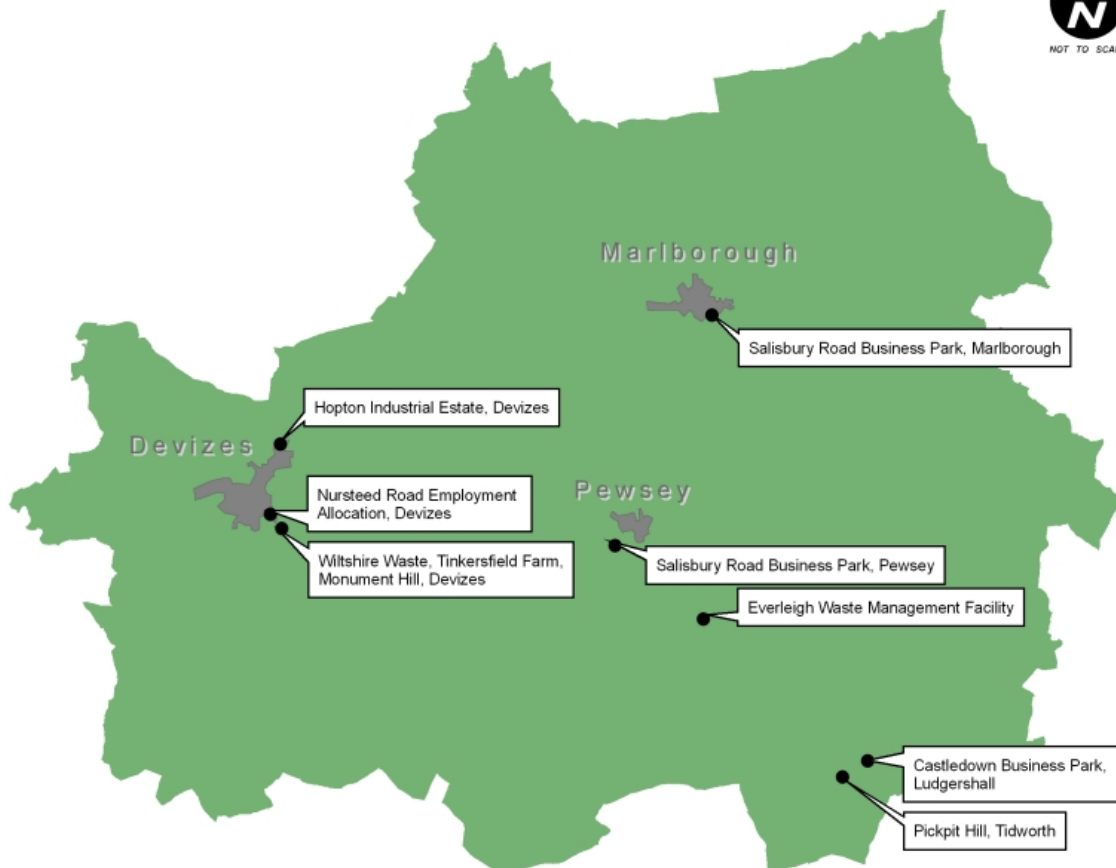 N
NOT TO SCA
Marlborough
Salisbury Road Business Park, Marlborough
Hopton Industrial Estate, Devizes
Devizes
Nursteed Road Employment
Allocation, Devizes
Pewsey
Wiltshire Waste, Tinkersfield Farm,
Monument Hill, Devizes
Salisbury Road Business Park, Pewsey
Everleigh Waste Management Facility
Castledown Business Park,
Ludgershall
Pickpit Hill, Tidworth